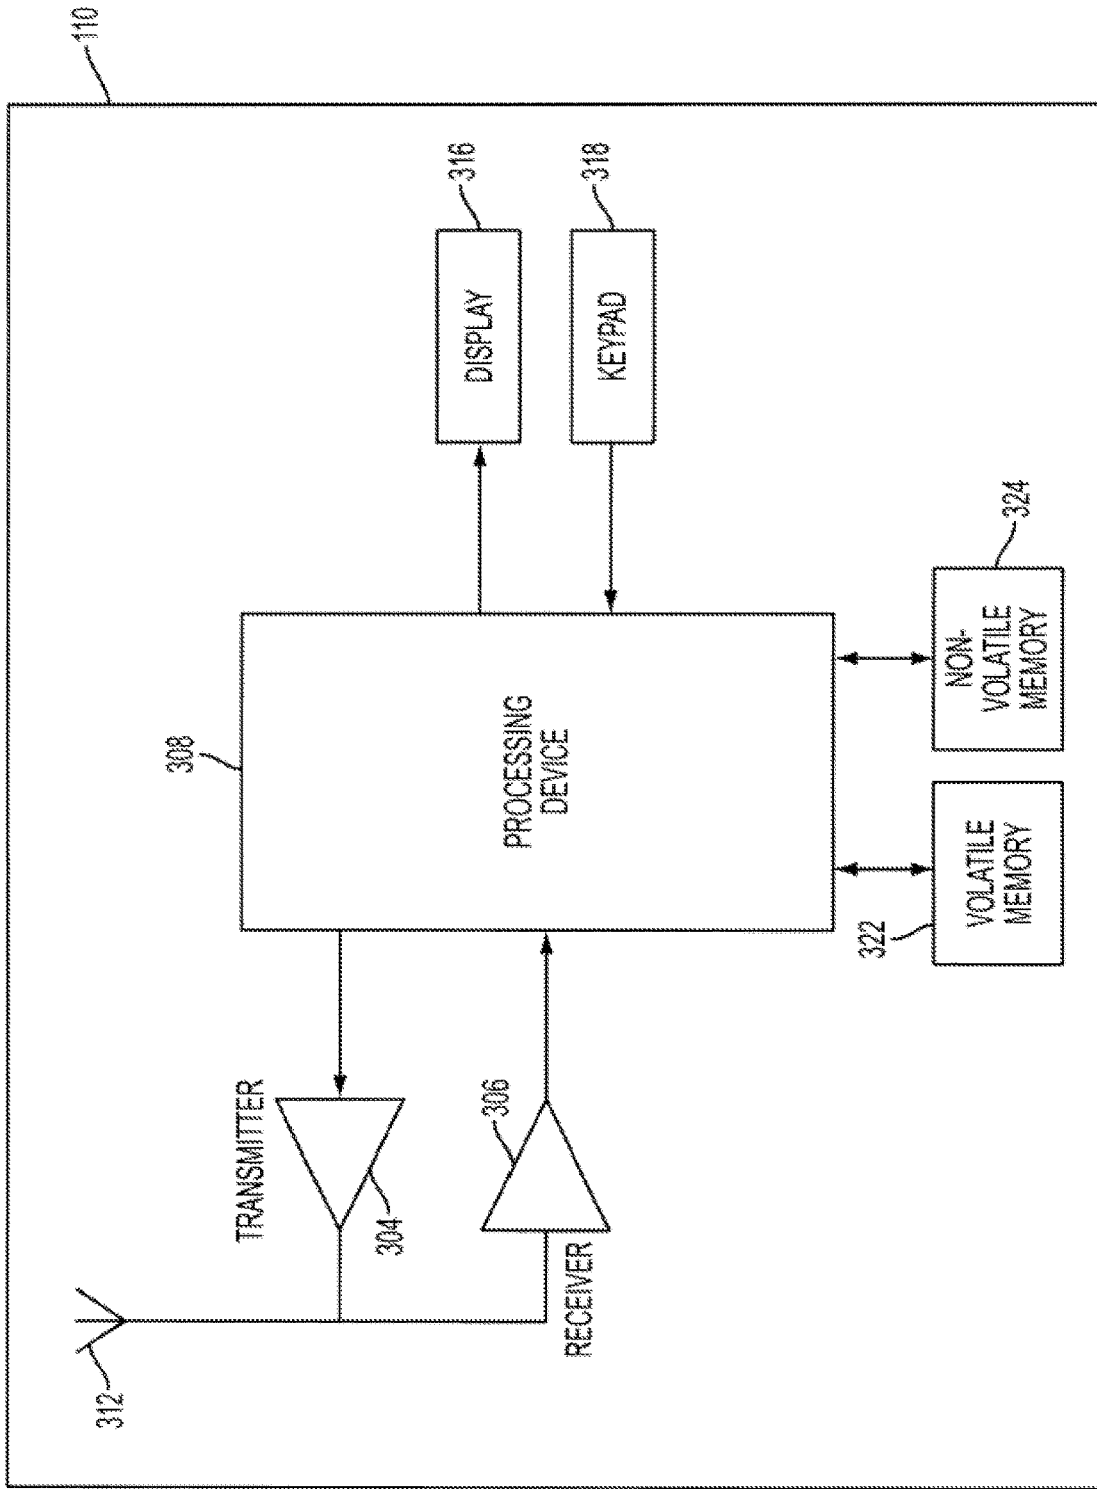 110
312
TRANSMITTER
304
306
RECEIVER
308
PROCESSING
DEVICE
DISPLAY
316
KEYPAD
318
322
VOLATILE
MEMORY
NON-
VOLATILE
MEMORY
324